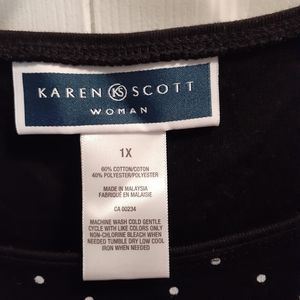 KAREN KS SCOTT
WOMAN
1X
60% COTTON/COTON
40% POLYESTER/POLYESTER
MADE IN MALAYSIA
FABRIQUÉ EN MALAISIE
CA 00234
MACHINE WASH COLD GENTLE
CYCLE WITH LIKE COLORS ONLY
NON-CHLORINE BLEACH WHEN
NEEDED TUMBLE DRY LOW COOL
IRON WHEN NEEDED